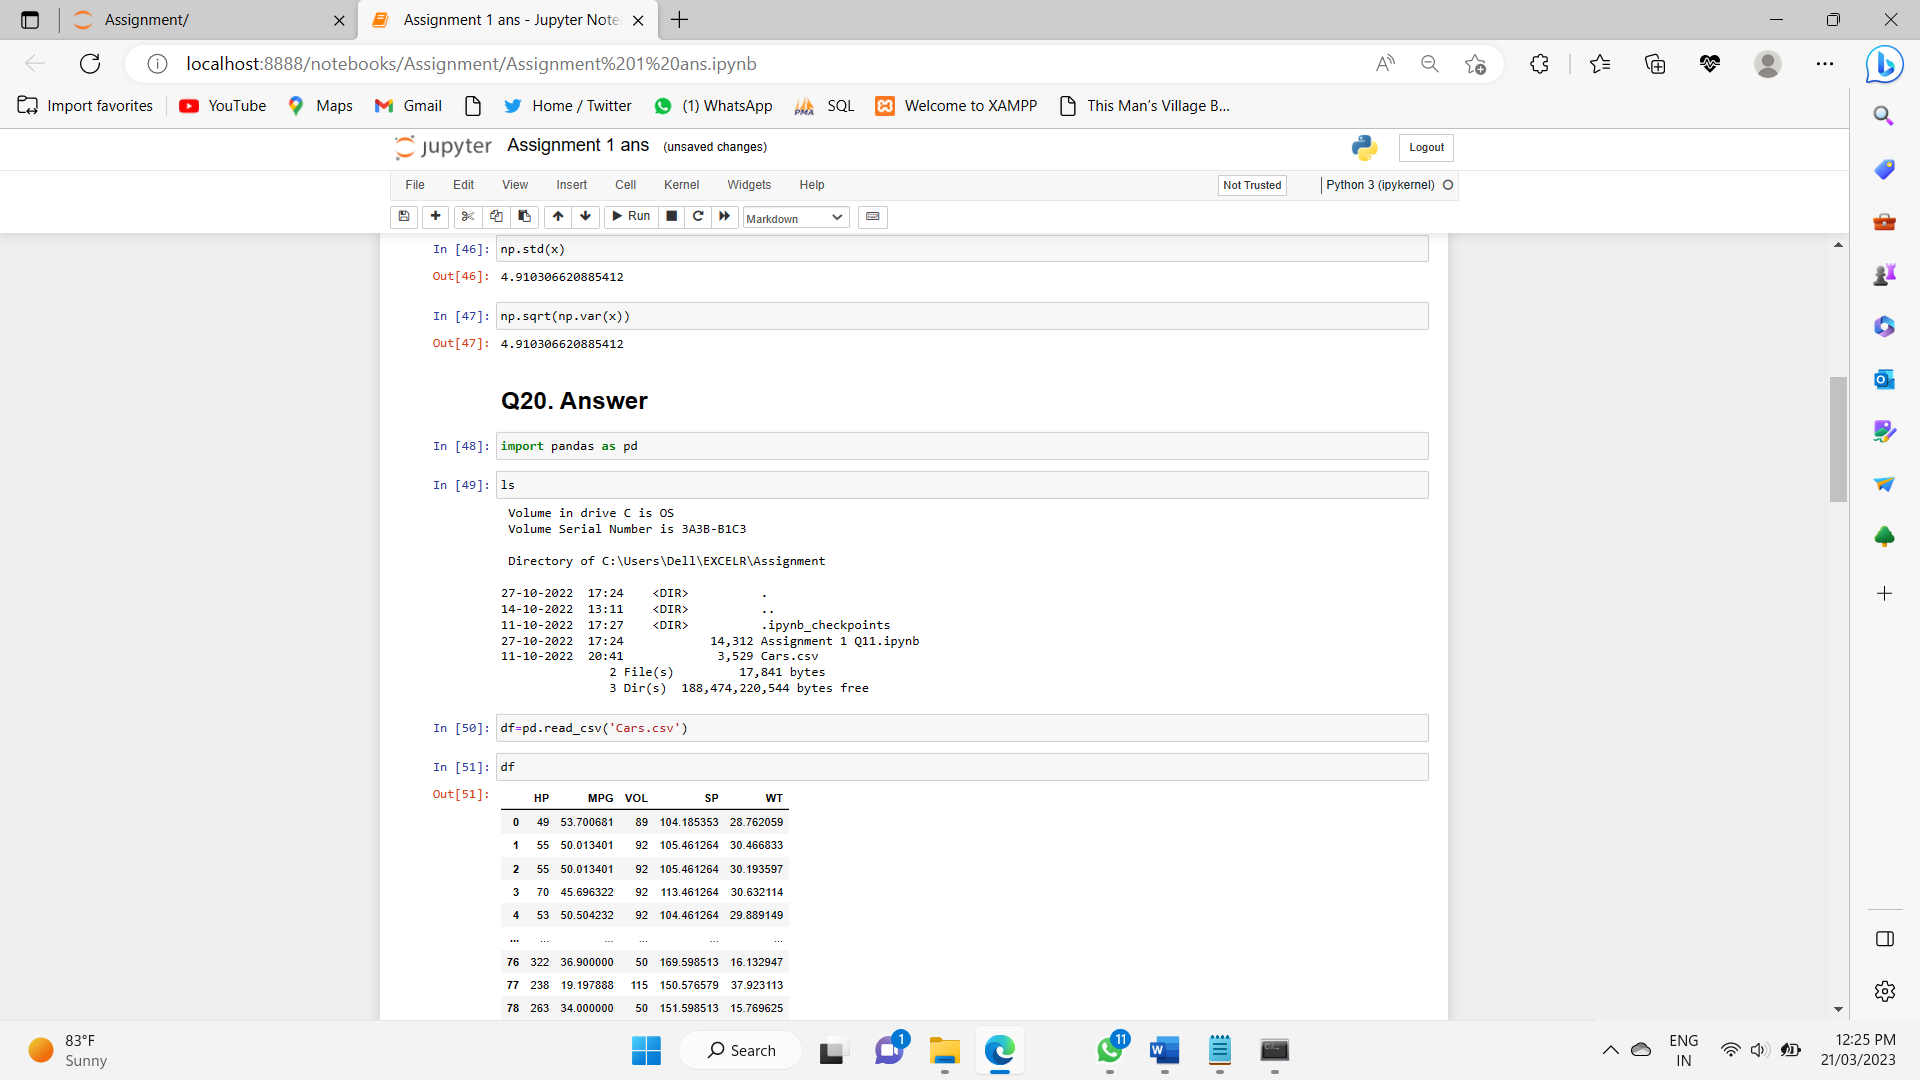 Assignment/
Assignment 1 ans - Jupyter Note
localhost:8888/notebooks/Assignment/Assignment%201%20ans.ipynb
Import favorites
YouTube
Maps
Gmail
Home / Twitter
(1) WhatsApp
SQL
Welcome to XAMPP
This Man's Village B...
jupyter Assignment 1 ans (unsaved changes)
Logout
File Edit View Insert Cell Kernel Widgets Help
Not Trusted
Python 3 (ipykernel)
Run
Markdown
In [46]: np.std(x)
Out[46]: 4.910306620885412
In [47]: np.sqrt(np.var(x))
Out[47]: 4.910306620885412
Q20. Answer
In [48]: import pandas as pd
In [49]: ls
Volume in drive C is OS
Volume Serial Number is 3A3B-B1C3
Directory of C:\Users\Dell\EXCELR\Assignment
27-10-2022 17:24 <DIR> .
14-10-2022 13:11 <DIR> ..
11-10-2022 17:27 <DIR> .ipynb_checkpoints
27-10-2022 17:24 14,312 Assignment 1 Q11.ipynb
11-10-2022 20:41 3,529 Cars.csv
2 File(s) 17,841 bytes
3 Dir(s) 188,474,220,544 bytes free
In [50]: df=pd.read_csv('Cars.csv')
In [51]: df
Out[51]:
HP MPG VOL SP WT
0 49 53.700681 89 104.185353 28.762059
1 55 50.013401 92 105.461264 30.466833
2 55 50.013401 92 105.461264 30.193597
3 70 45.696322 92 113.461264 30.632114
4 53 50.504232 92 104.461264 29.889149
... ... ... ... ... ...
76 322 36.900000 50 169.598513 16.132947
77 238 19.197888 115 150.576579 37.923113
78 263 34.000000 50 151.598513 15.769625
83°F
Sunny
Search
1
11
ENG
IN
12:25 PM
21/03/2023